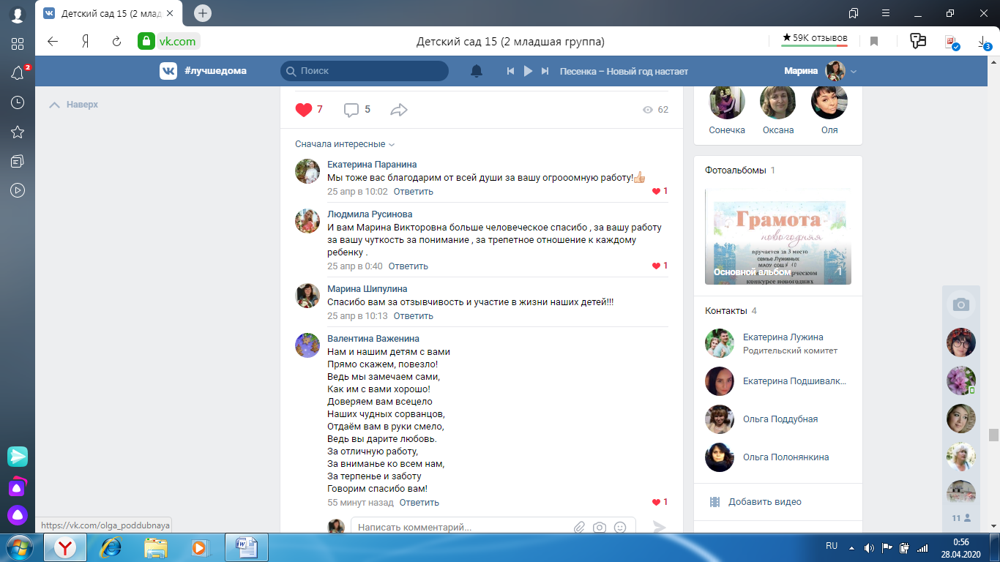 Детский сад 15 (2 млад
vk.com
Детский сад 15 (2 младшая группа)
★59K отзывов
3
2
#лучшедома
Поиск
Песенка – Новый год настает
Марина
Наверх
7
5
62
Сначала интересные
Екатерина Паранина
Мы тоже вас благодарим от всей души за вашу огрооомную работу!👍
25 апр в 10:02 Ответить
1
Людмила Русинова
И вам Марина Викторовна больше человеческое спасибо , за вашу работу
за вашу чуткость за понимание , за трепетное отношение к каждому
ребенку .
25 апр в 0:40 Ответить
1
Марина Шипулина
Спасибо вам за отзывчивость и участие в жизни наших детей!!!
25 апр в 10:13 Ответить
Валентина Важенина
Нам и нашим детям с вами
Прямо скажем, повезло!
Ведь мы замечаем сами,
Как им с вами хорошо!
Доверяем вам всецело
Наших чудных сорванцов,
Отдаём вам в руки смело,
Ведь вы дарите любовь.
За отличную работу,
За вниманье ко всем нам,
За терпенье и заботу
Говорим спасибо вам!
55 минут назад Ответить
1
Написать комментарий...
Сонечка
Оксана
Оля
Фотоальбомы 1
Грамота
новогодняя
вручается за 3 место
семье Лужиных
МАОУ СОШ № 10
конкурсе новогодних
Основной альбом
1
Контакты 4
Екатерина Лужина
Родительский комитет
Екатерина Подшивалк...
Ольга Поддубная
Ольга Полонянкина
Добавить видео
11
https://vk.com/olga_poddubnaya
RU
0:56
28.04.2020